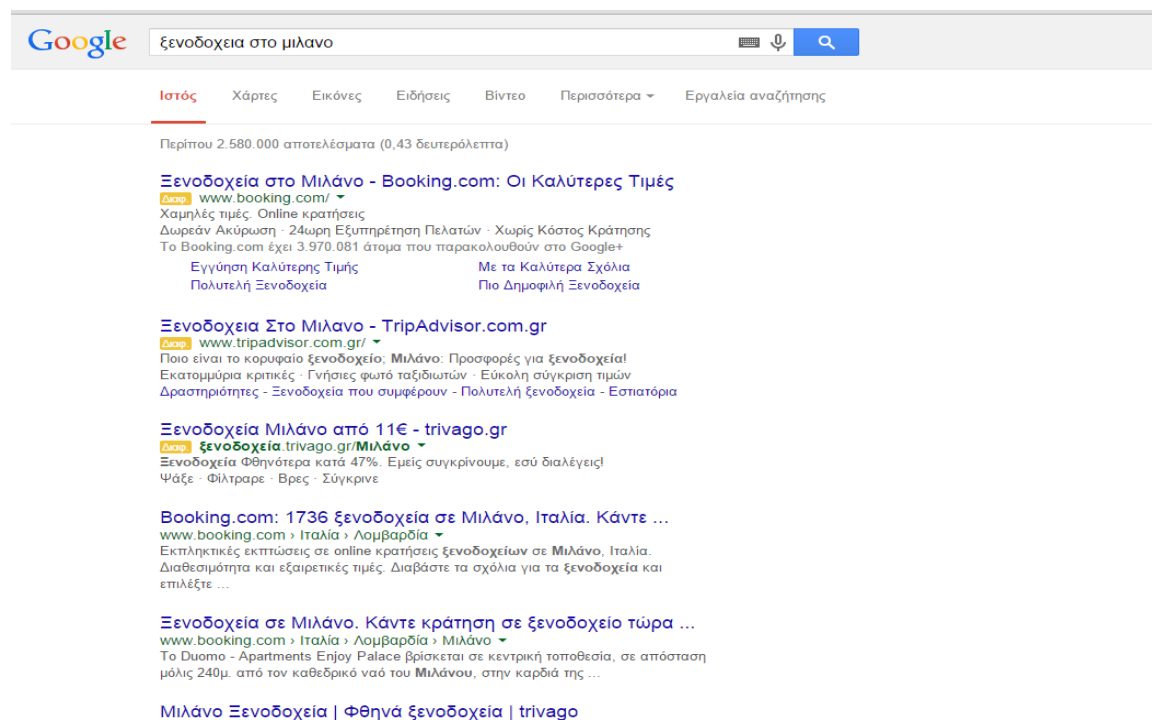 Google ξενοδοχεια στο μιλανο
Ιστός Χάρτες Εικόνες Ειδήσεις Βίντεο Περισσότερα Εργαλεία αναζήτησης
Περίπου 2.580.000 αποτελέσματα (0,43 δευτερόλεπτα)
Ξενοδοχεία στο Μιλάνο - Booking.com: Οι Καλύτερες Τιμές
Διαφ. www.booking.com/
Χαμηλές τιμές. Online κρατήσεις
Δωρεάν Ακύρωση · 24ωρη Εξυπηρέτηση Πελατών · Χωρίς Κόστος Κράτησης
Το Booking.com έχει 3.970.081 άτομα που παρακολουθούν στο Google+
Εγγύηση Καλύτερης Τιμής Με τα Καλύτερα Σχόλια
Πολυτελή Ξενοδοχεία Πιο Δημοφιλή Ξενοδοχεία
Ξενοδοχεια Στο Μιλανο - TripAdvisor.com.gr
Διαφ. www.tripadvisor.com.gr/
Ποιο είναι το κορυφαίο ξενοδοχείο; Μιλάνο: Προσφορές για ξενοδοχεία!
Εκατομμύρια κριτικές · Γνήσιες φωτό ταξιδιωτών · Εύκολη σύγκριση τιμών
Δραστηριότητες - Ξενοδοχεία που συμφέρουν - Πολυτελή ξενοδοχεία - Εστιατόρια
Ξενοδοχεία Μιλάνο από 11€ - trivago.gr
Διαφ. ξενοδοχεία.trivago.gr/Μιλάνο
Ξενοδοχεία Φθηνότερα κατά 47%. Εμείς συγκρίνουμε, εσύ διαλέγεις!
Ψάξε · Φίλτραρε · Βρες · Σύγκρινε
Booking.com: 1736 ξενοδοχεία σε Μιλάνο, Ιταλία. Κάντε ...
www.booking.com › Ιταλία › Λομβαρδία
Εκπληκτικές εκπτώσεις σε online κρατήσεις ξενοδοχείων σε Μιλάνο, Ιταλία.
Διαθεσιμότητα και εξαιρετικές τιμές. Διαβάστε τα σχόλια για τα ξενοδοχεία και
επιλέξτε ...
Ξενοδοχεία σε Μιλάνο. Κάντε κράτηση σε ξενοδοχείο τώρα ...
www.booking.com › Ιταλία › Λομβαρδία › Μιλάνο
Το Duomo - Apartments Enjoy Palace βρίσκεται σε κεντρική τοποθεσία, σε απόσταση
μόλις 240μ. από τον καθεδρικό ναό του Μιλάνου, στην καρδιά της ...
Μιλάνο Ξενοδοχεία | Φθηνά ξενοδοχεία | trivago